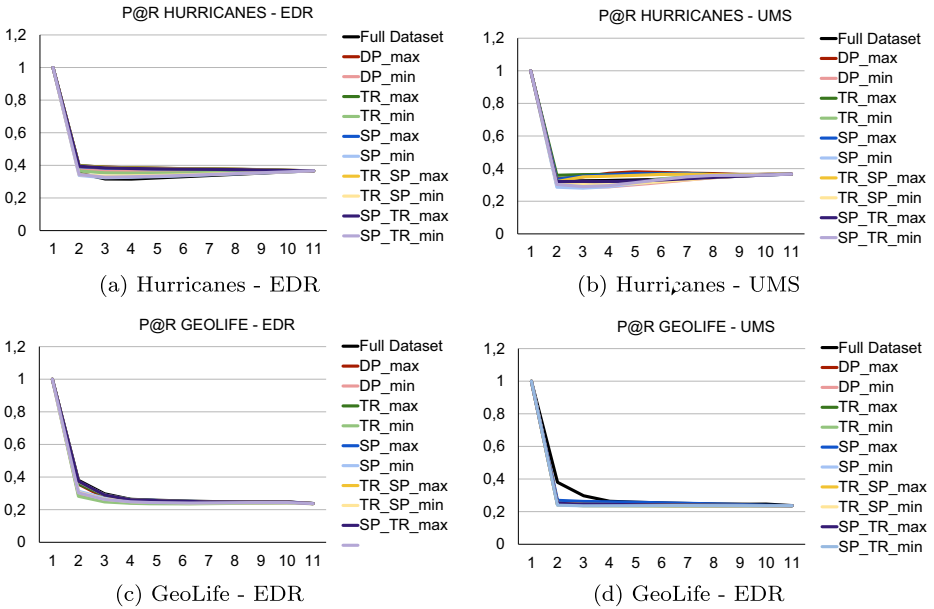 P@R HURRICANES - EDR
1,2
1
0,8
0,6
0,4
0,2
0
1 2 3 4 5 6 7 8 9 10 11
Full Dataset
DP_max
DP_min
TR_max
TR_min
SP_max
SP_min
TR_SP_max
TR_SP_min
SP_TR_max
SP_TR_min
(a) Hurricanes - EDR
P@R HURRICANES - UMS
1,2
1
0,8
0,6
0,4
0,2
0
1 2 3 4 5 6 7 8 9 10 11
Full Dataset
DP_max
DP_min
TR_max
TR_min
SP_max
SP_min
TR_SP_max
TR_SP_min
SP_TR_max
SP_TR_min
(b) Hurricanes - UMS
P@R GEOLIFE - EDR
1,2
1
0,8
0,6
0,4
0,2
0
1 2 3 4 5 6 7 8 9 10 11
Full Dataset
DP_max
DP_min
TR_max
TR_min
SP_max
SP_min
TR_SP_max
TR_SP_min
SP_TR_max
(c) GeoLife - EDR
P@R GEOLIFE - UMS
1,2
1
0,8
0,6
0,4
0,2
0
1 2 3 4 5 6 7 8 9 10 11
Full Dataset
DP_max
DP_min
TR_max
TR_min
SP_max
SP_min
TR_SP_max
TR_SP_min
SP_TR_max
SP_TR_min
(d) GeoLife - EDR